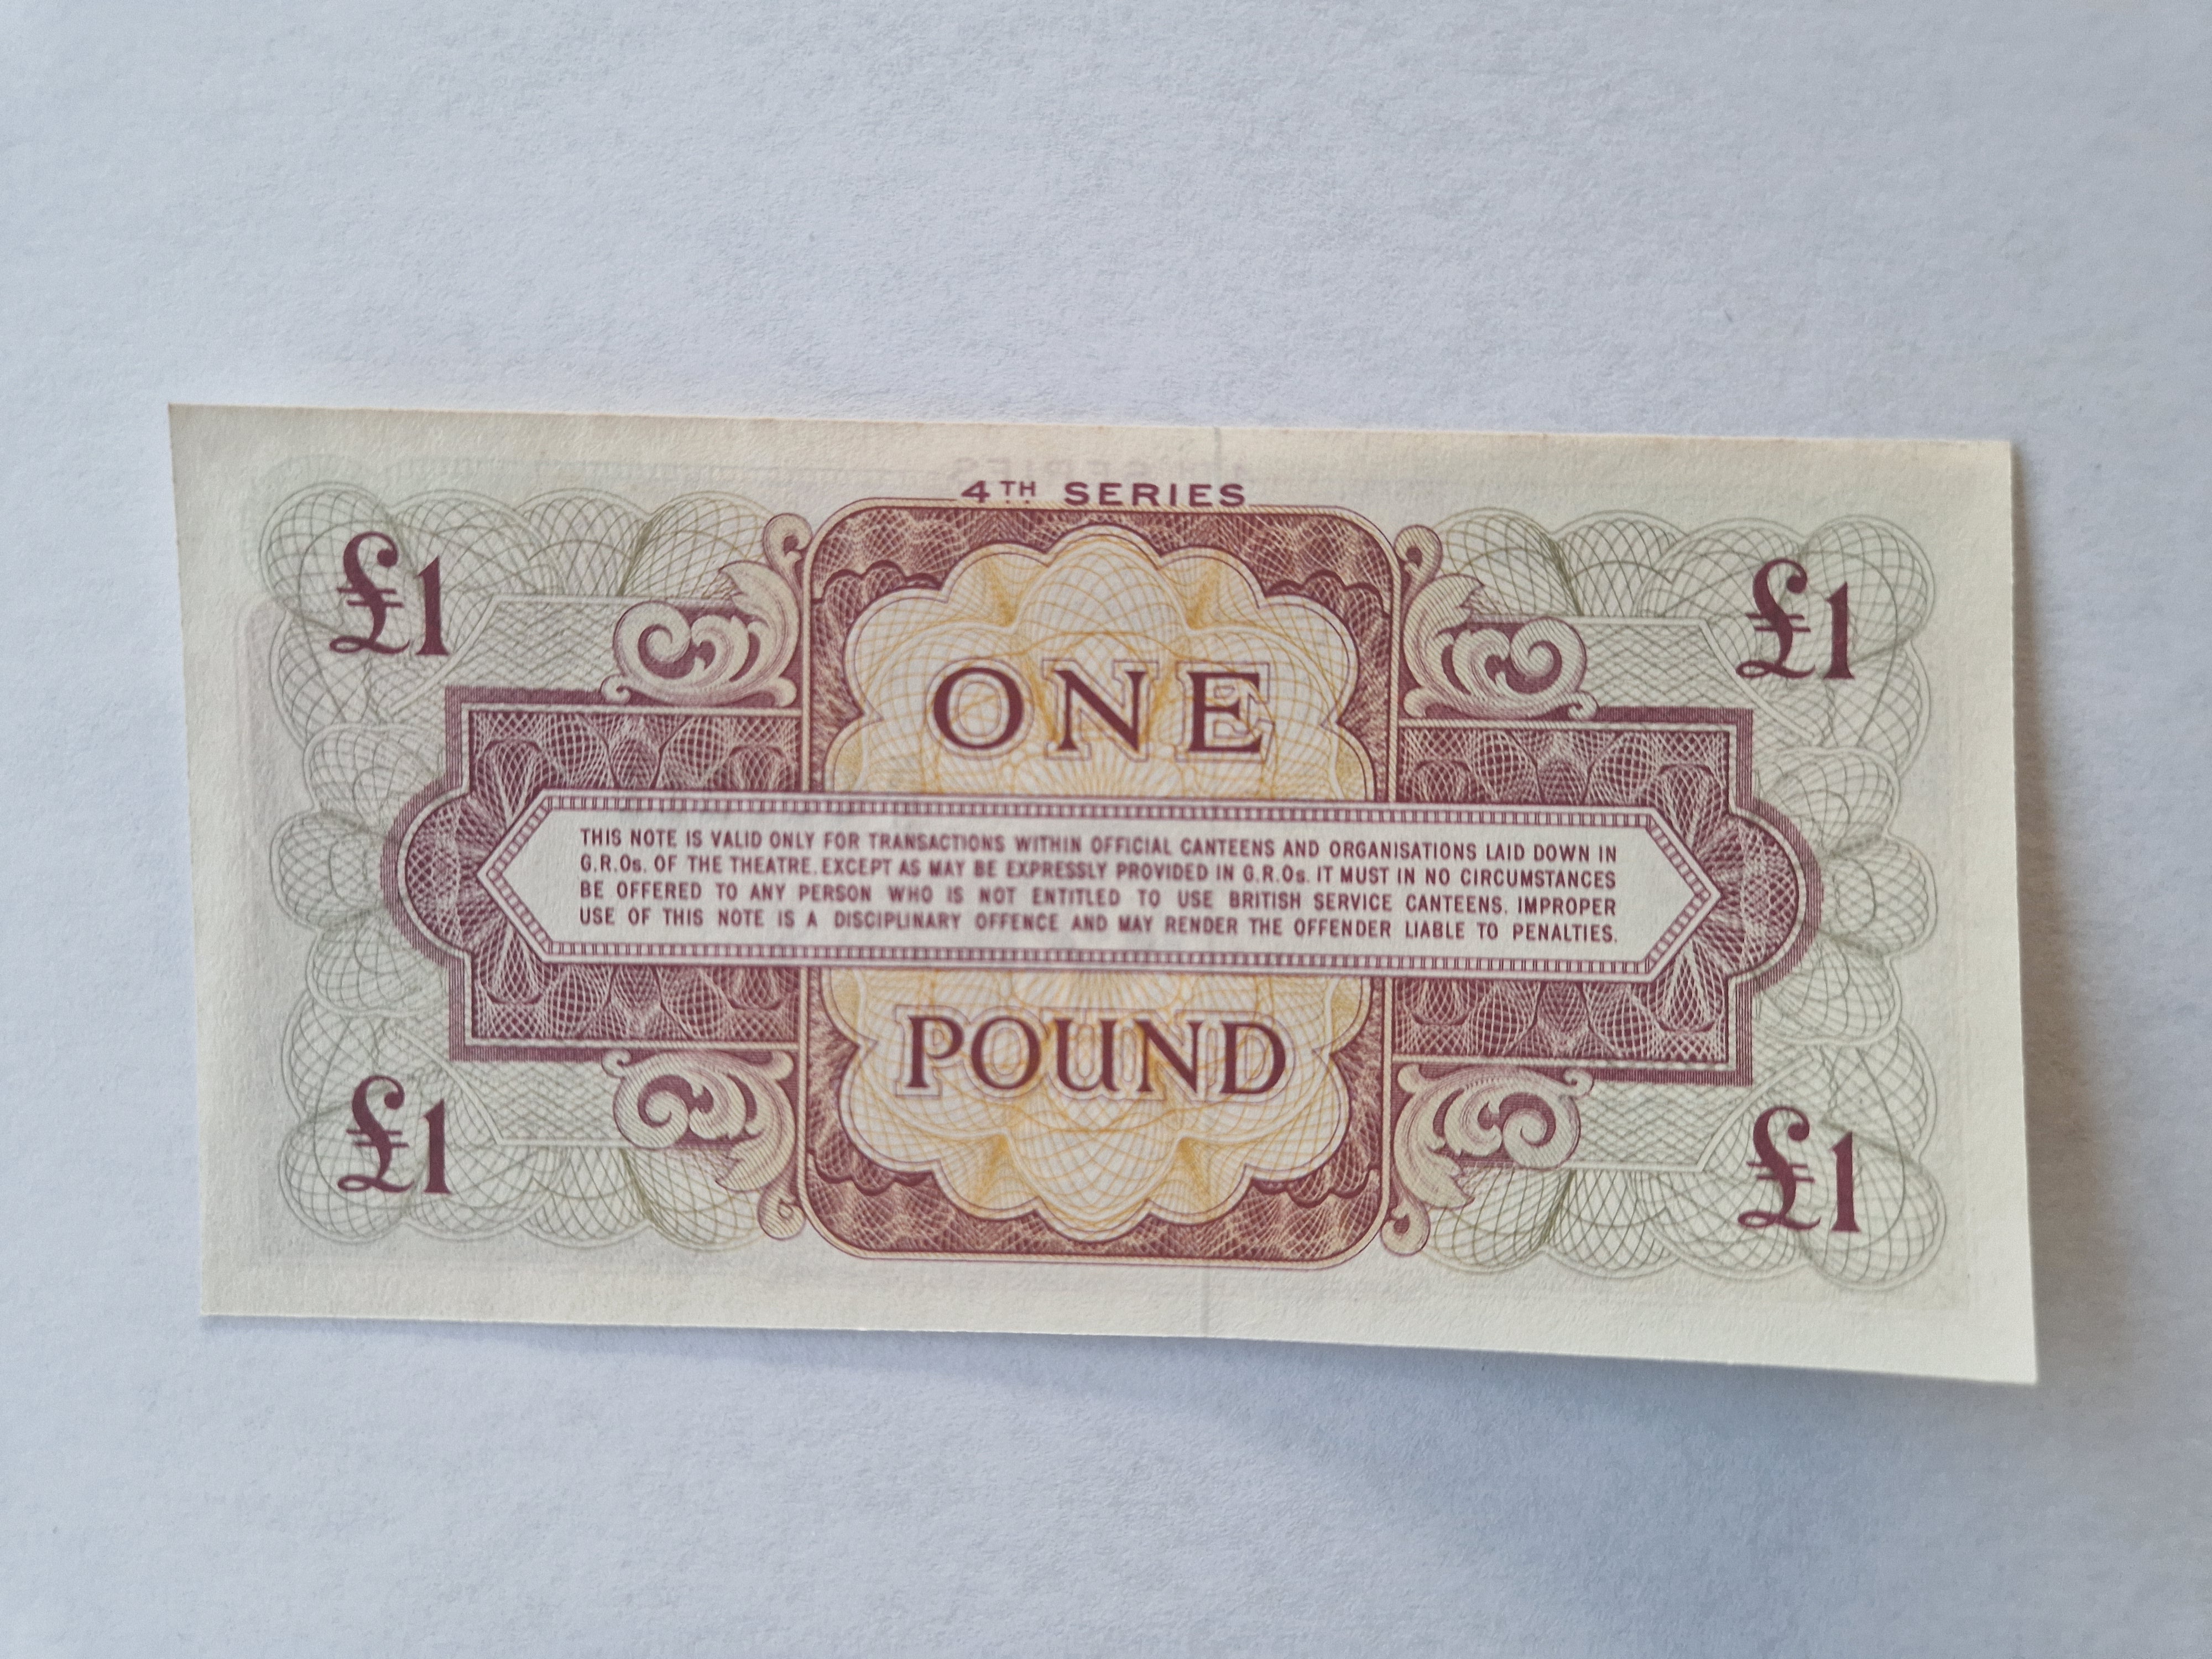 4TH SERIES
£1 £1
ONE
THIS NOTE IS VALID ONLY FOR TRANSACTIONS WITHIN OFFICIAL CANTEENS AND ORGANISATIONS LAID DOWN IN
G.R.Os. OF THE THEATRE. EXCEPT AS MAY BE EXPRESSLY PROVIDED IN G.R.Os. IT MUST IN NO CIRCUMSTANCES
BE OFFERED TO ANY PERSON WHO IS NOT ENTITLED TO USE BRITISH SERVICE CANTEENS. IMPROPER
USE OF THIS NOTE IS A DISCIPLINARY OFFENCE AND MAY RENDER THE OFFENDER LIABLE TO PENALTIES.
POUND
£1 £1